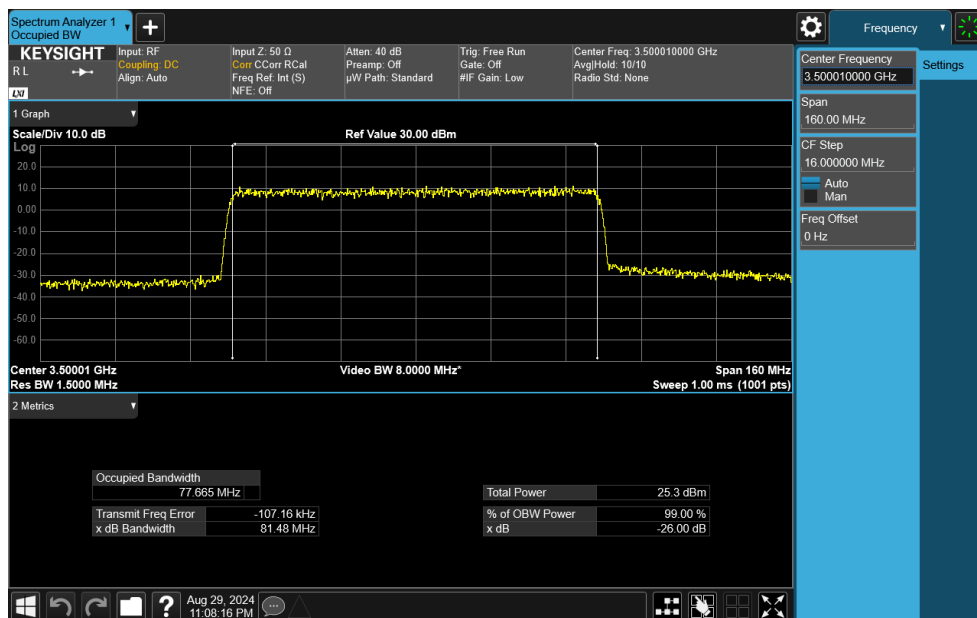 Spectrum Analyzer 1
Occupied BW
+
Frequency
KEYSIGHT
R L
LXI
Input: RF
Coupling: DC
Align: Auto
Input Z: 50 Ω
Corr CCorr RCal
Freq Ref: Int (S)
NFE: Off
Atten: 40 dB
Preamp: Off
µW Path: Standard
Trig: Free Run
Gate: Off
#IF Gain: Low
Center Freq: 3.500010000 GHz
Avg|Hold: 10/10
Radio Std: None
Center Frequency
3.500010000 GHz
Settings
Span
160.00 MHz
CF Step
16.000000 MHz
Auto
Man
Freq Offset
0 Hz
1 Graph
Scale/Div 10.0 dB
Ref Value 30.00 dBm
Log
20.0
10.0
0.00
-10.0
-20.0
-30.0
-40.0
-50.0
-60.0
Center 3.50001 GHz
Video BW 8.0000 MHz*
Span 160 MHz
Res BW 1.5000 MHz
Sweep 1.00 ms (1001 pts)
2 Metrics
Occupied Bandwidth
77.665 MHz
Total Power 25.3 dBm
Transmit Freq Error -107.16 kHz
% of OBW Power 99.00 %
x dB Bandwidth 81.48 MHz
x dB -26.00 dB
?
Aug 29, 2024
11:08:16 PM